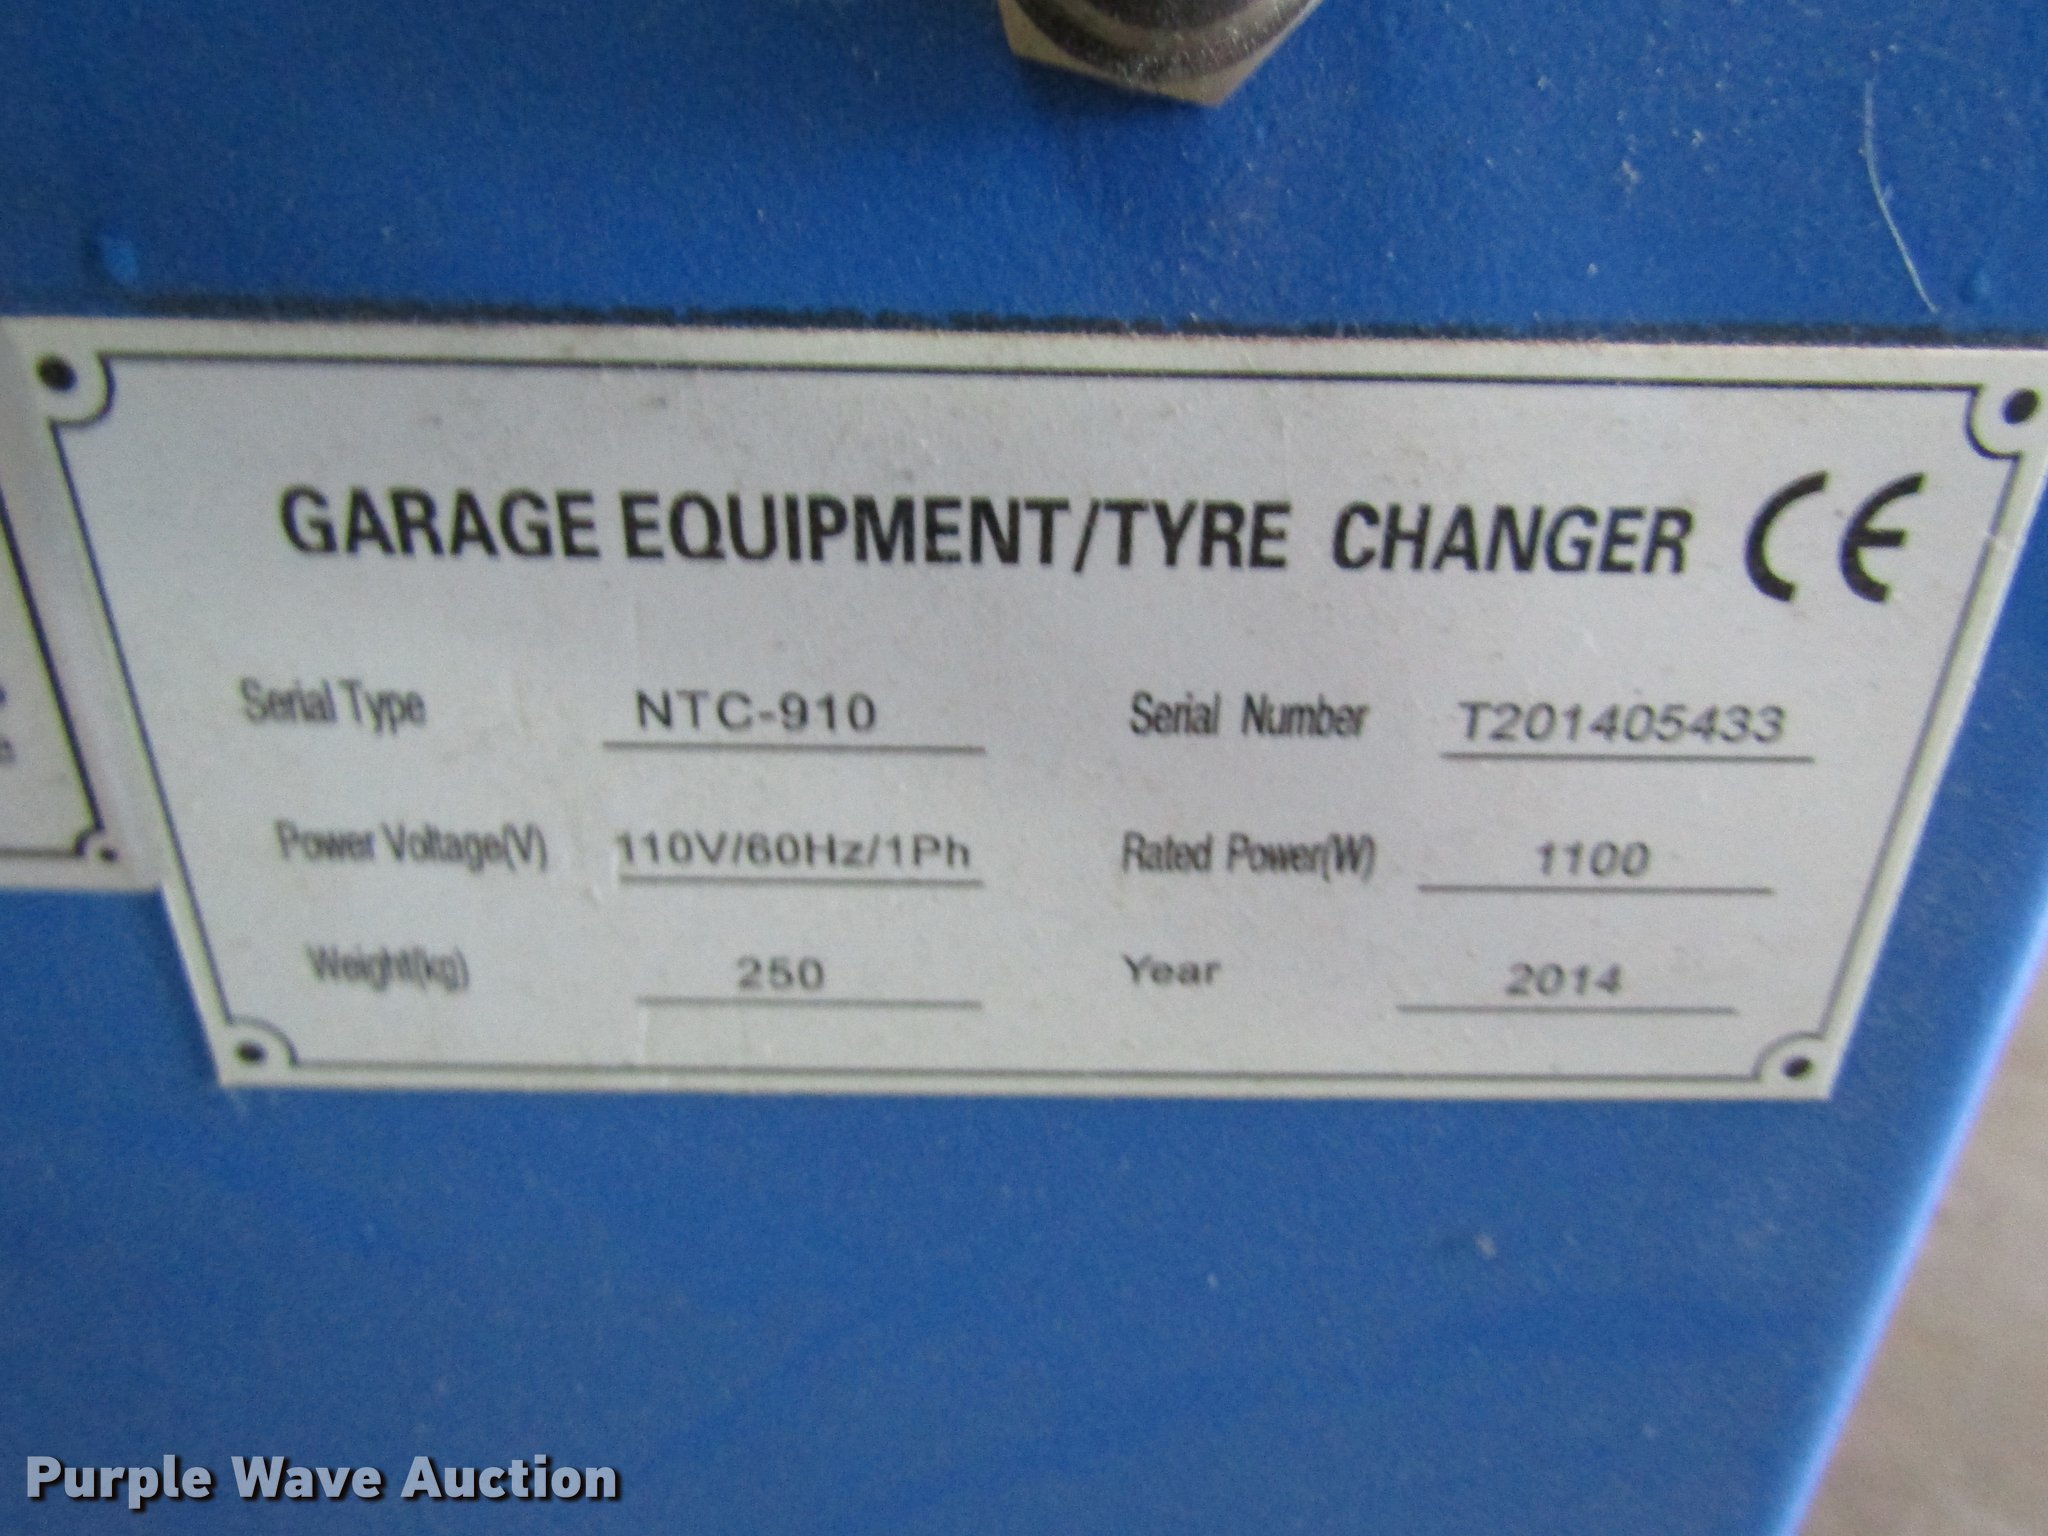 GARAGE EQUIPMENT/TYRE CHANGER CE
Serial Type NTC-910 Serial Number T201405433
Power Voltage(V) 110V/60Hz/1Ph Rated Power(W) 1100
Weight(kg) 250 Year 2014
Purple Wave Auction